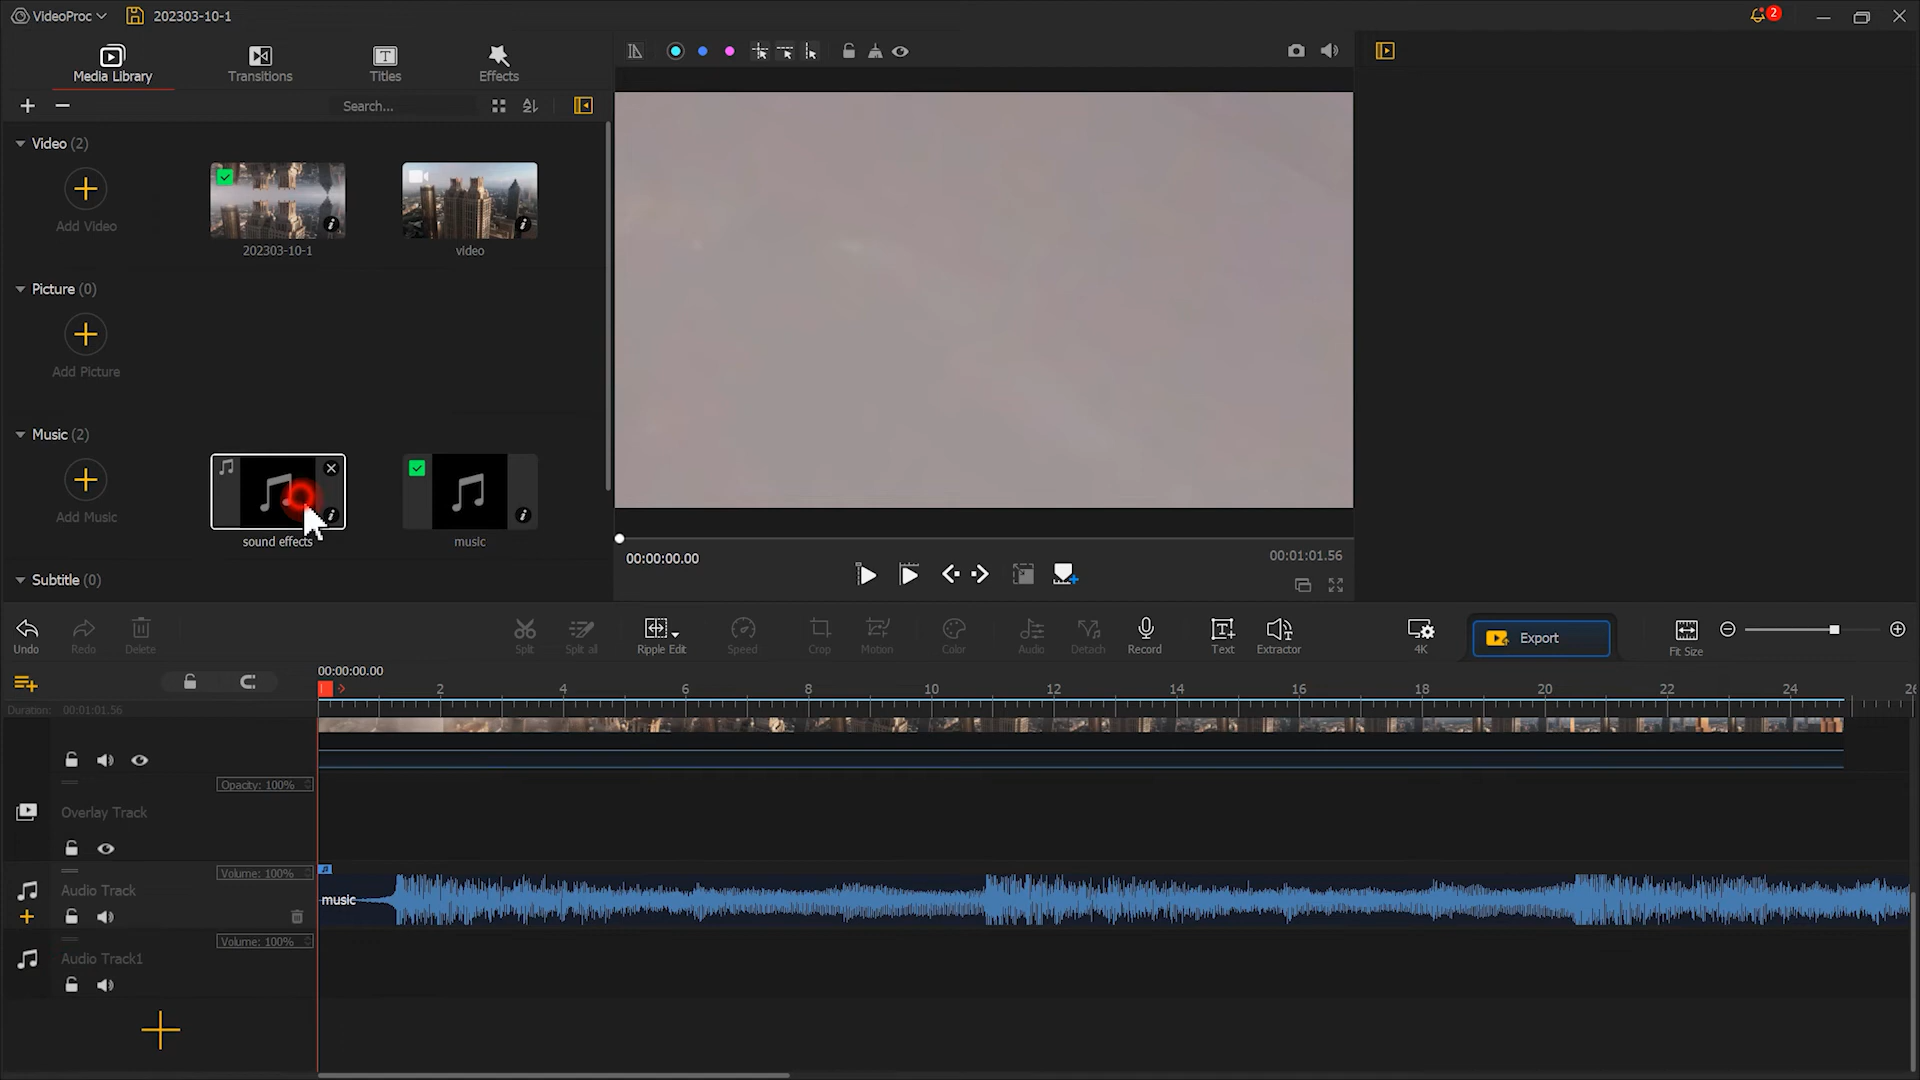 VideoProc
202303-10-1
2
Media Library
Transitions
Titles
Effects
Search...
Video (2)
Add Video
202303-10-1
video
Picture (0)
Add Picture
Music (2)
Add Music
sound effects
music
Subtitle (0)
00:00:00.00
00:01:01.56
Undo
Redo
Delete
Split
Split all
Ripple Edit
Speed
Crop
Motion
Color
Audio
Detach
Record
Text
Extractor
4K
Export
Fit Size
00:00:00.00
2 4 6 8 10 12 14 16 18 20 22 24 26
Duration: 00:01:01.56
Opacity: 100%
Overlay Track
Volume: 100%
Audio Track
music
Volume: 100%
Audio Track1